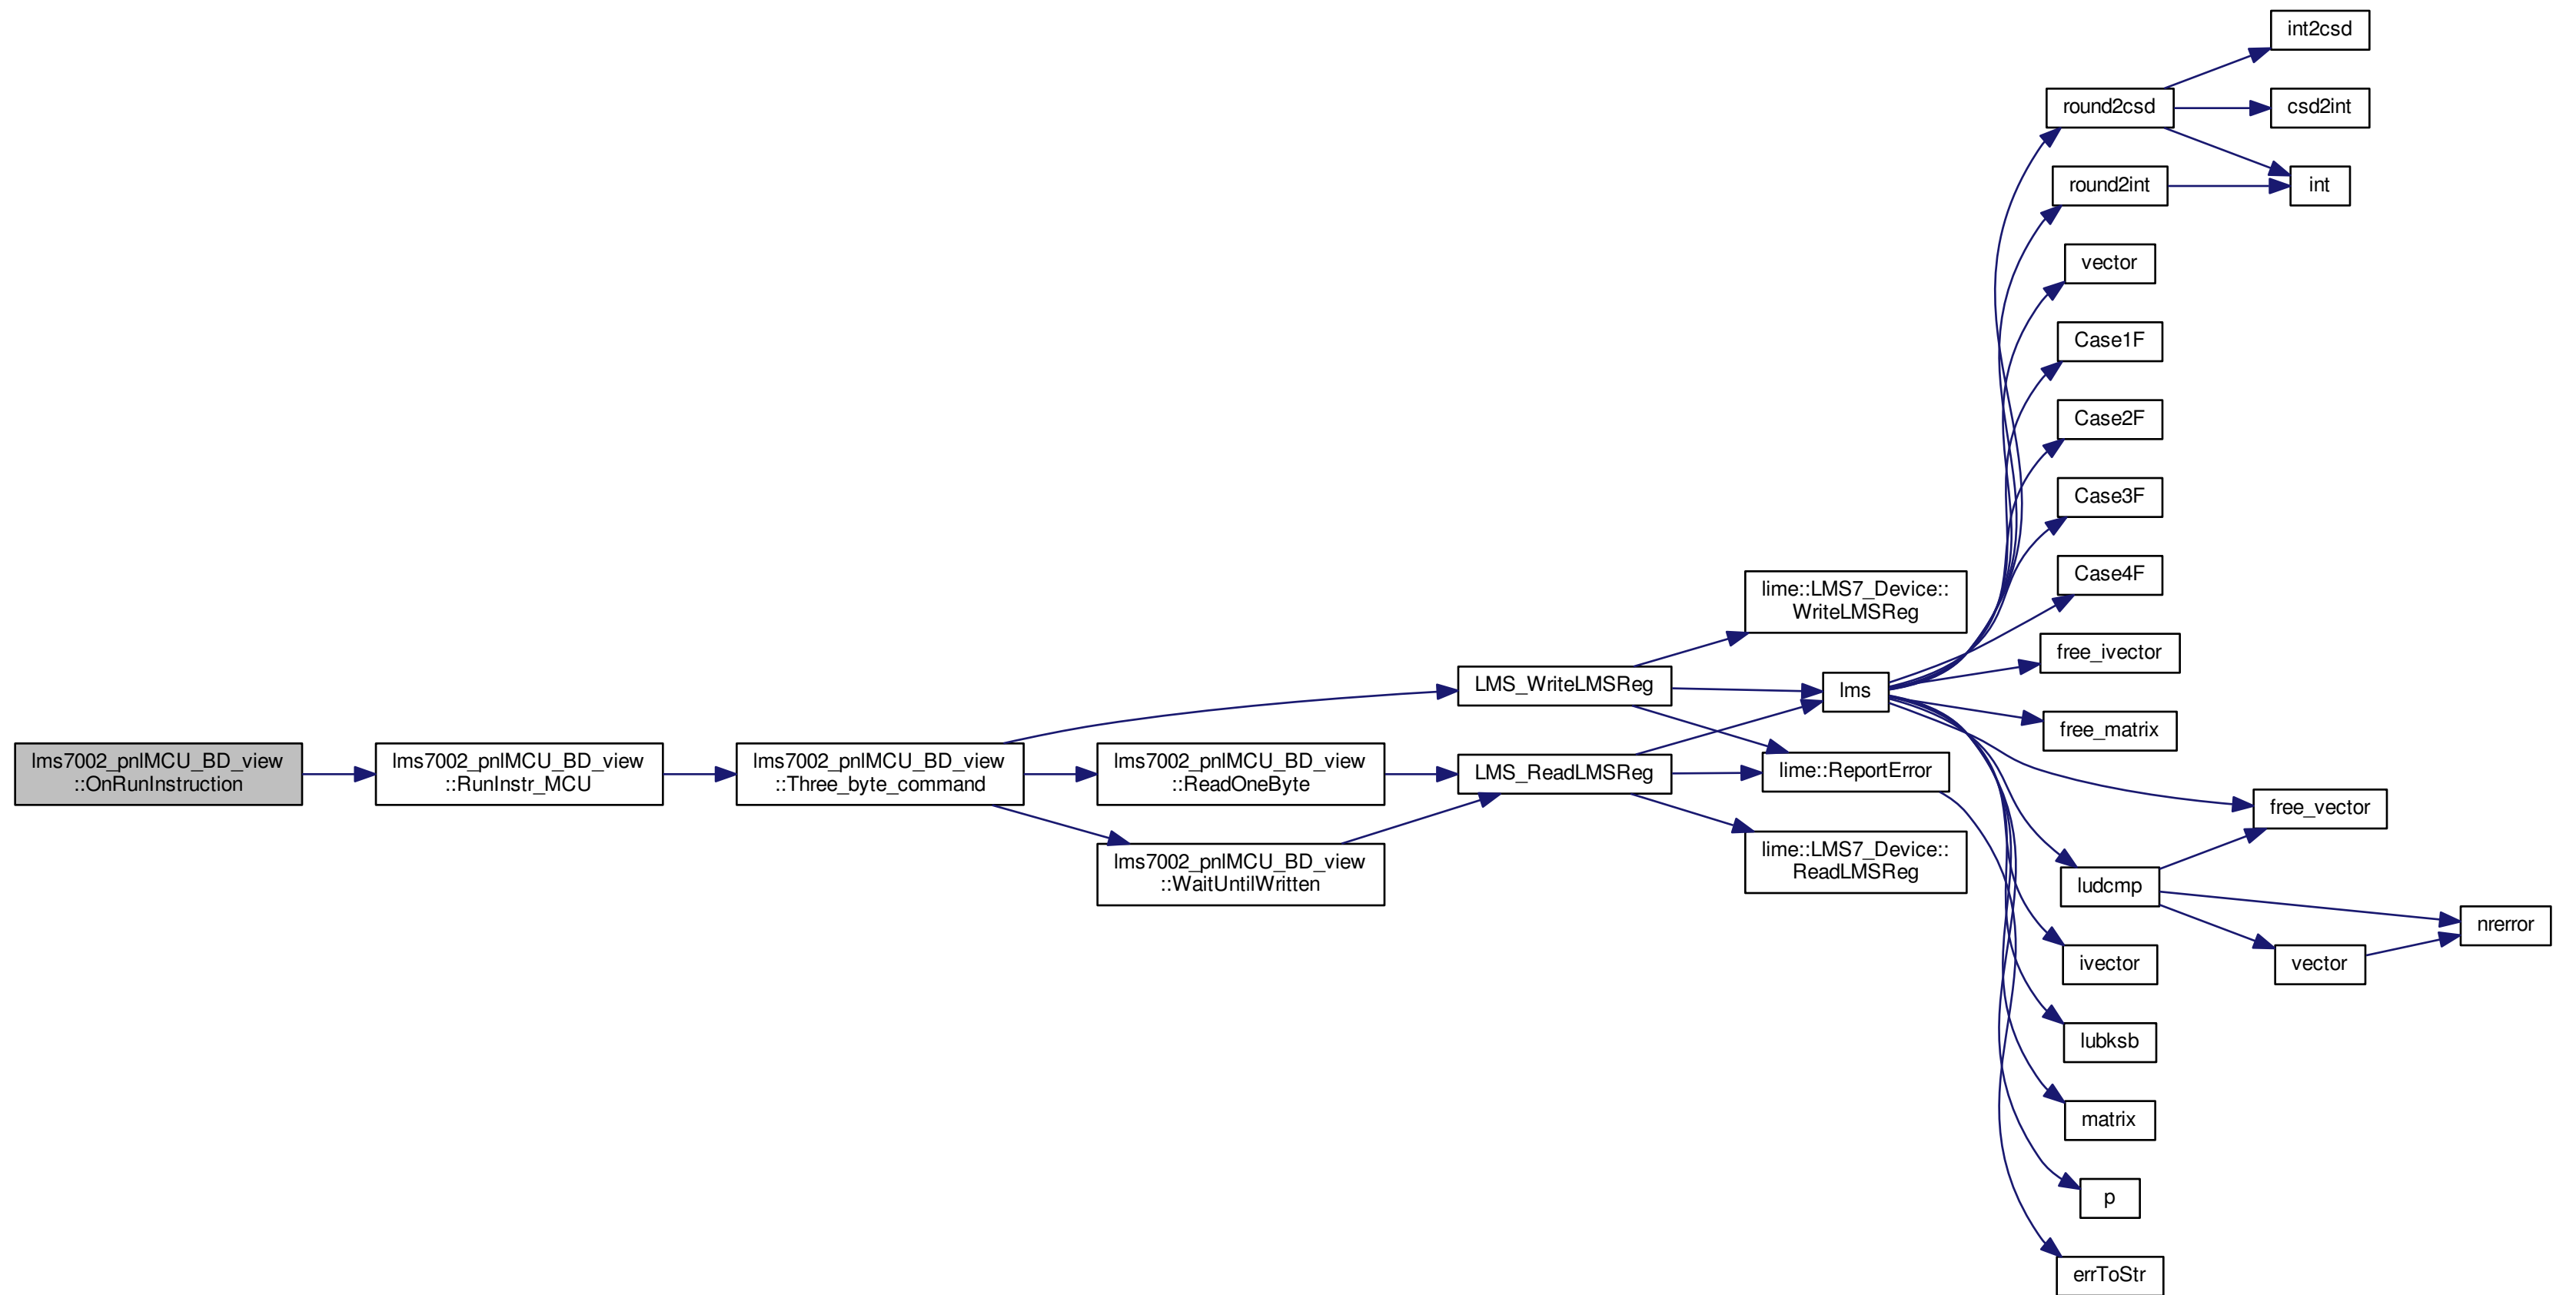 lms7002_pnlMCU_BD_view
::OnRunInstruction
lms7002_pnlMCU_BD_view
::RunInstr_MCU
lms7002_pnlMCU_BD_view
::Three_byte_command
lms7002_pnlMCU_BD_view
::ReadOneByte
lms7002_pnlMCU_BD_view
::WaitUntilWritten
LMS_WriteLMSReg
LMS_ReadLMSReg
lime::LMS7_Device::
WriteLMSReg
lms
lime::ReportError
lime::LMS7_Device::
ReadLMSReg
round2csd
round2int
vector
Case1F
Case2F
Case3F
Case4F
free_ivector
free_matrix
ludcmp
ivector
lubksb
matrix
p
errToStr
int2csd
csd2int
int
free_vector
vector
nrerror